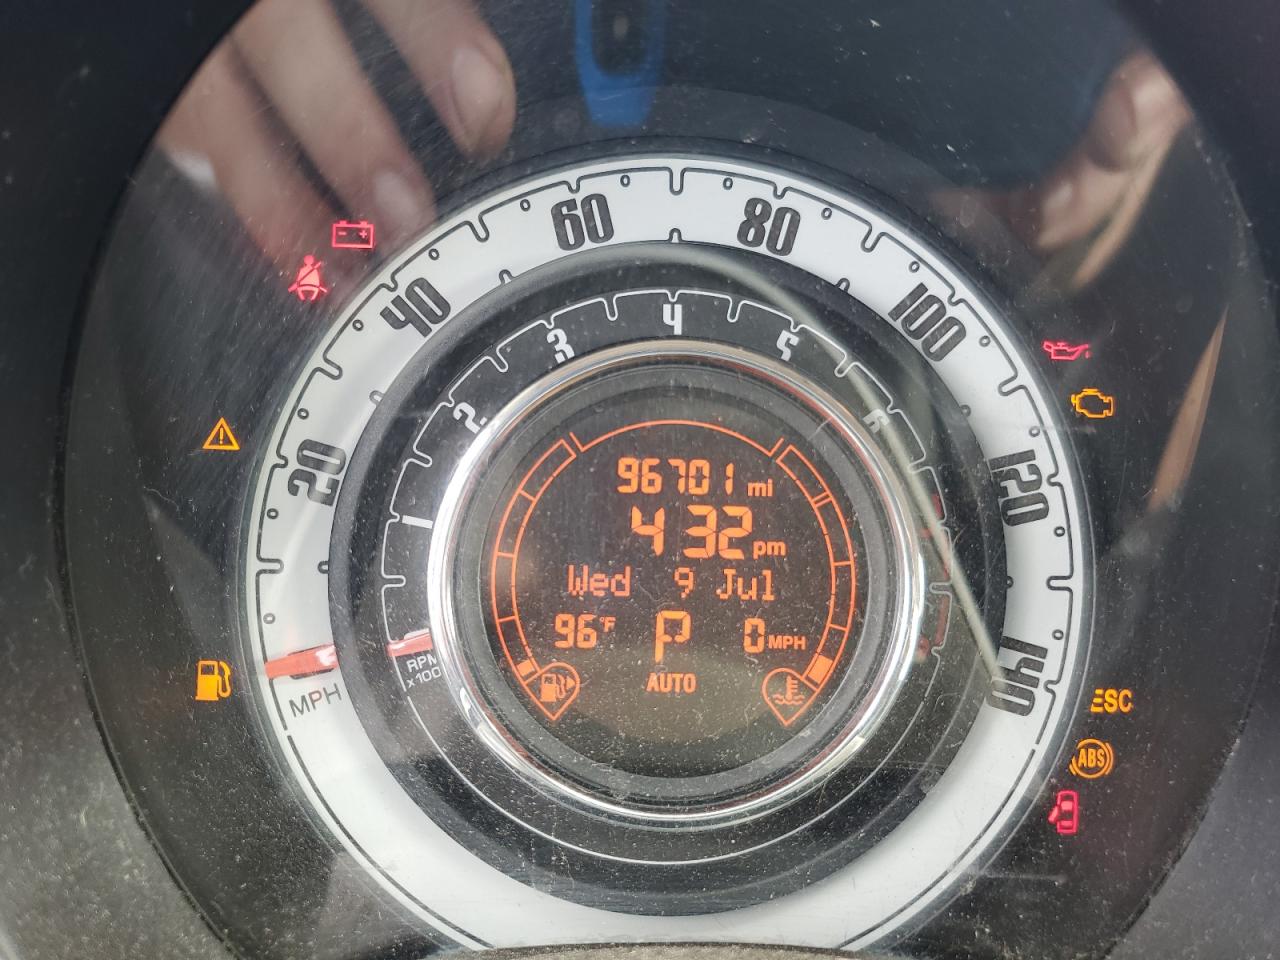 60 80
40 100
20 120
140
MPH
4
3 5
2 6
1
RPM
x100
96701 mi
4 32 pm
Wed 9 Jul
96°F P 0 MPH
AUTO
ESC
ABS